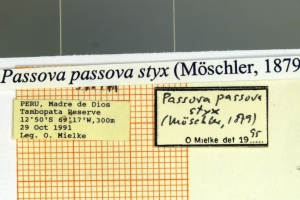 Passova passova styx (Möschler, 1879
PERU, Madre de Dios
Tambopata Reserve
12°50'S 69°17'W, 300m
29 Oct 1991
Leg. O. Mielke
Passova passova
styx
(Möschler, 1879)
O Mielke det 19 95